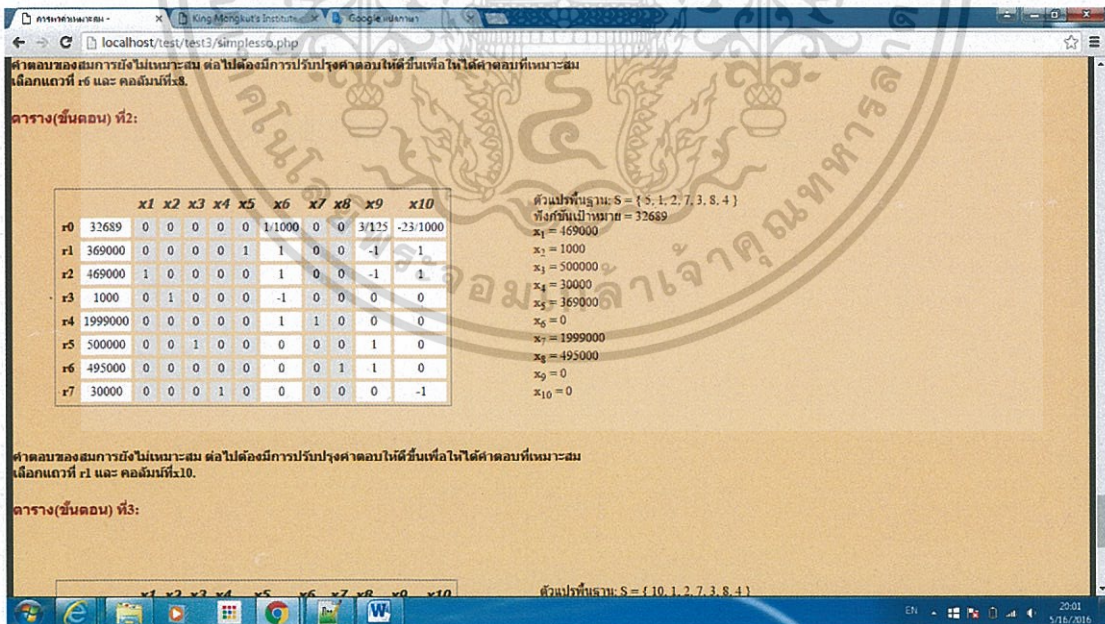 การหาค่าเหมาะสม -
King Mongkut's Institute
Google แปลภาษา
localhost/test/test3/simplesso.php
คำตอบของสมการยังไม่เหมาะสม ต่อไปต้องมีการปรับปรุงคำตอบให้ดีขึ้นเพื่อให้ได้คำตอบที่เหมาะสม
เลือกแถวที่ r6 และ คอลัมน์ที่x8.
ตาราง(ขั้นตอน) ที่2:
x1 x2 x3 x4 x5 x6 x7 x8 x9 x10
r0 32689 0 0 0 0 0 1/1000 0 0 3/125 -23/1000
r1 369000 0 0 0 0 1 1 0 0 -1 1
r2 469000 1 0 0 0 0 1 0 0 -1 1
r3 1000 0 1 0 0 0 -1 0 0 0 0
r4 1999000 0 0 0 0 0 1 1 0 0 0
r5 500000 0 0 1 0 0 0 0 0 1 0
r6 495000 0 0 0 0 0 0 0 1 1 0
r7 30000 0 0 0 1 0 0 0 0 0 -1
ตัวแปรพื้นฐาน: S = { 5, 1, 2, 7, 3, 8, 4 }
ฟังก์ชันเป้าหมาย = 32689
x1 = 469000
x2 = 1000
x3 = 500000
x4 = 30000
x5 = 369000
x6 = 0
x7 = 1999000
x8 = 495000
x9 = 0
x10 = 0
คำตอบของสมการยังไม่เหมาะสม ต่อไปต้องมีการปรับปรุงคำตอบให้ดีขึ้นเพื่อให้ได้คำตอบที่เหมาะสม
เลือกแถวที่ r1 และ คอลัมน์ที่x10.
ตาราง(ขั้นตอน) ที่3:
x1 x2 x3 x4 x5 x6 x7 x8 x9 x10
ตัวแปรพื้นฐาน: S = { 10, 1, 2, 7, 3, 8, 4 }
EN
20:01
5/16/2016